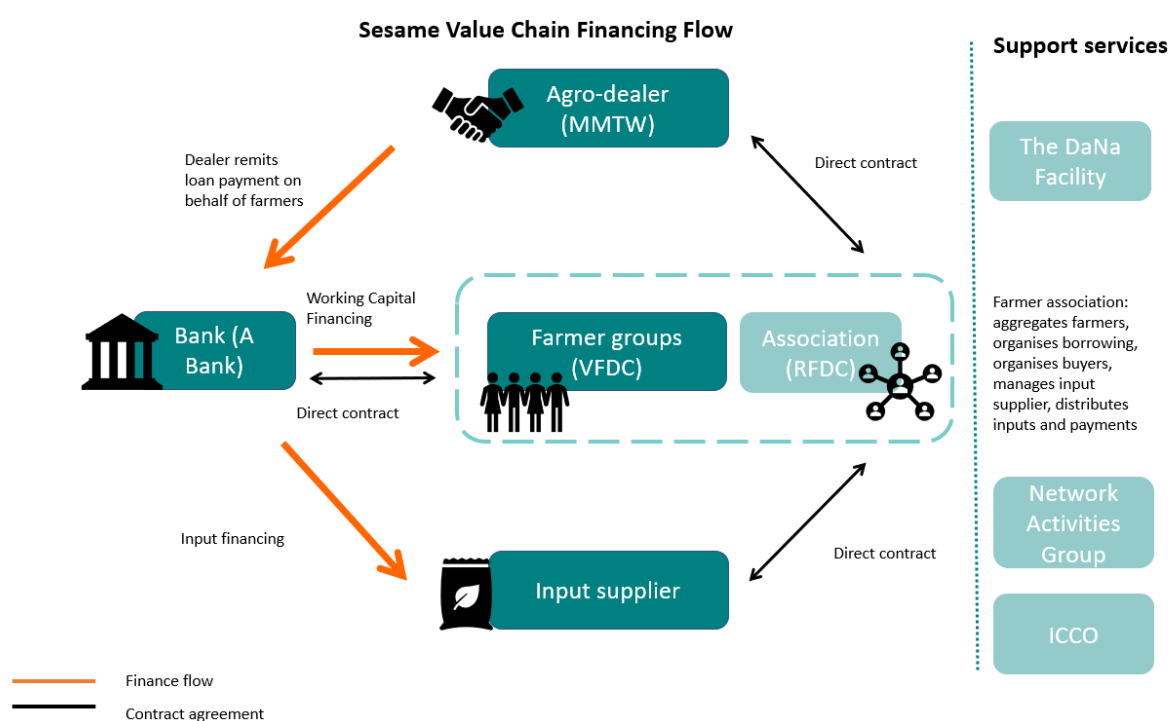 Sesame Value Chain Financing Flow
Support services
Agro-dealer
(MMTW)
The DaNa
Facility
Dealer remits
loan payment on
behalf of farmers
Direct contract
Working Capital
Financing
Bank (A
Bank)
Farmer groups
(VFDC)
Association
(RFDC)
Direct contract
Farmer association:
aggregates farmers,
organises borrowing,
organises buyers,
manages input
supplier, distributes
inputs and payments
Input financing
Direct contract
Input supplier
Network
Activities
Group
ICCO
Finance flow
Contract agreement